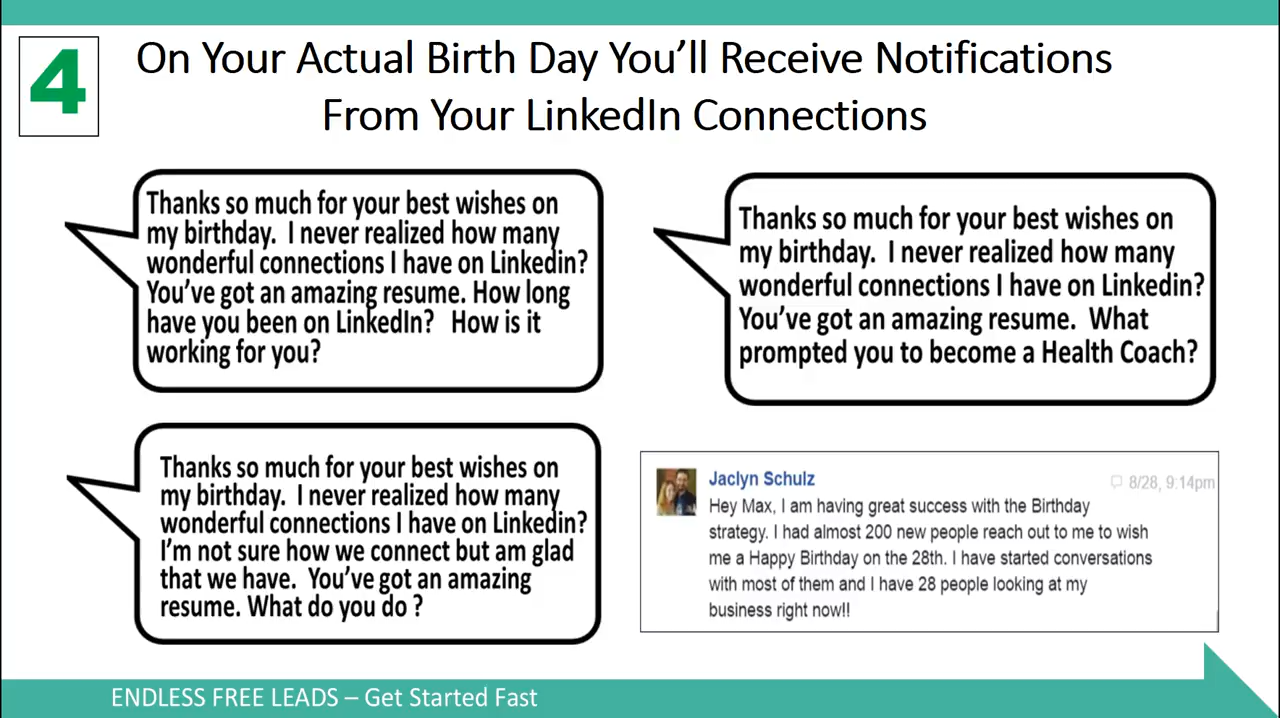 4
On Your Actual Birth Day You’ll Receive Notifications
From Your LinkedIn Connections
Thanks so much for your best wishes on
my birthday.  I never realized how many
wonderful connections I have on Linkedin?
You’ve got an amazing resume. How long
have you been on LinkedIn?   How is it
working for you?
Thanks so much for your best wishes on
my birthday.  I never realized how many
wonderful connections I have on Linkedin?
You’ve got an amazing resume.  What
prompted you to become a Health Coach?
Thanks so much for your best wishes on
my birthday.  I never realized how many
wonderful connections I have on Linkedin?
I’m not sure how we connect but am glad
that we have.  You’ve got an amazing
resume. What do you do ?
Jaclyn Schulz
8/28, 9:14pm
Hey Max, I am having great success with the Birthday
strategy. I had almost 200 new people reach out to me to wish
me a Happy Birthday on the 28th. I have started conversations
with most of them and I have 28 people looking at my
business right now!!
ENDLESS FREE LEADS – Get Started Fast